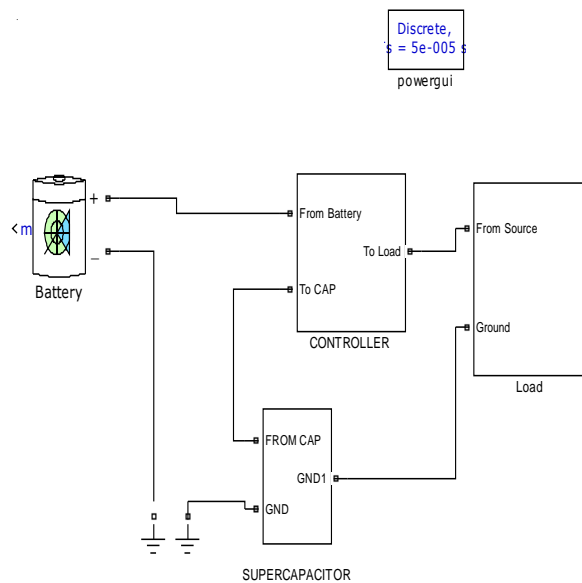 Discrete,
s = 5e-005 s
powergui
+
From Battery
From Source
<m
To Load
_
Battery
To CAP
Ground
CONTROLLER
Load
FROM CAP
GND1
GND
SUPERCAPACITOR